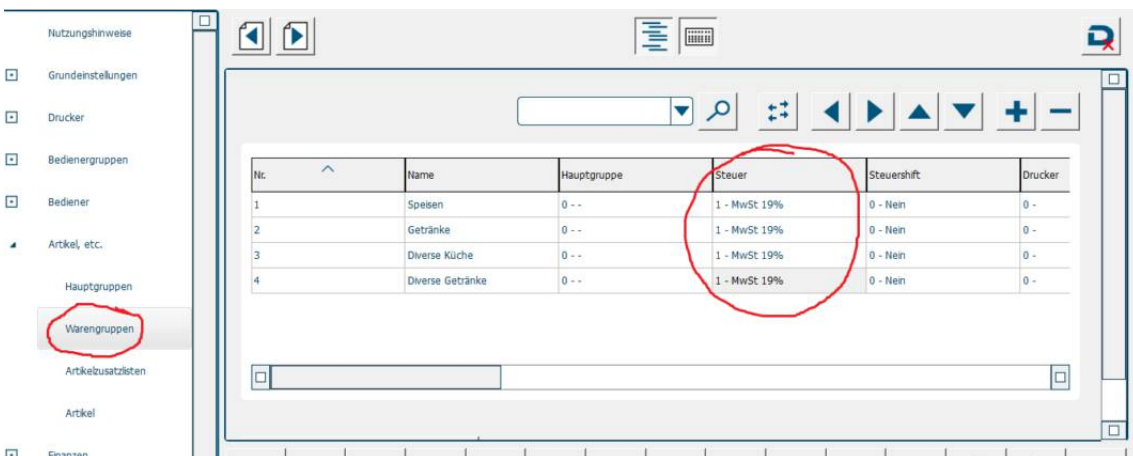 Nutzungshinweise
Grundeinstellungen
Drucker
Bedienergruppen
Bediener
Artikel, etc.
Hauptgruppen
Warengruppen
Artikelzusatzlisten
Artikel
Finanzen
Nr. Name Hauptgruppe Steuer Steuershift Drucker
1 Speisen 0 - - 1 - MwSt 19% 0 - Nein 0 -
2 Getränke 0 - - 1 - MwSt 19% 0 - Nein 0 -
3 Diverse Küche 0 - - 1 - MwSt 19% 0 - Nein 0 -
4 Diverse Getränke 0 - - 1 - MwSt 19% 0 - Nein 0 -